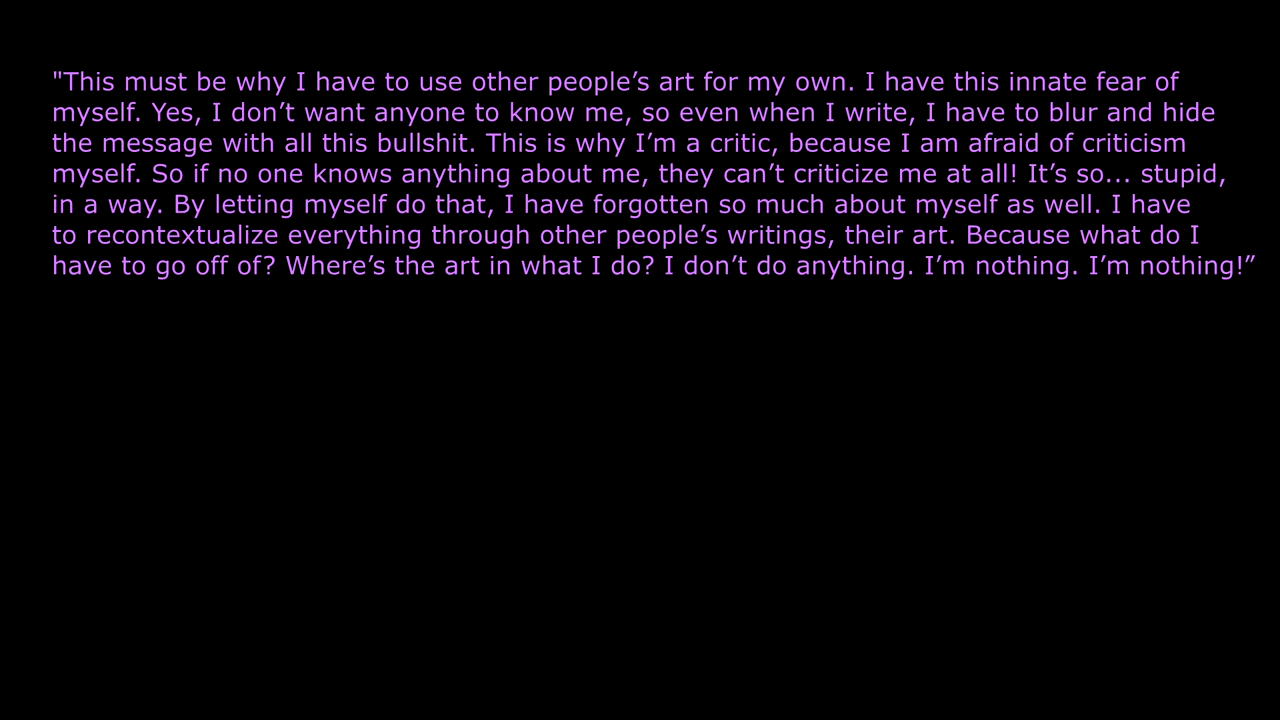 "This must be why I have to use other people’s art for my own. I have this innate fear of
myself. Yes, I don’t want anyone to know me, so even when I write, I have to blur and hide
the message with all this bullshit. This is why I’m a critic, because I am afraid of criticism
myself. So if no one knows anything about me, they can’t criticize me at all! It’s so... stupid,
in a way. By letting myself do that, I have forgotten so much about myself as well. I have
to recontextualize everything through other people’s writings, their art. Because what do I
have to go off of? Where’s the art in what I do? I don’t do anything. I’m nothing. I’m nothing!”